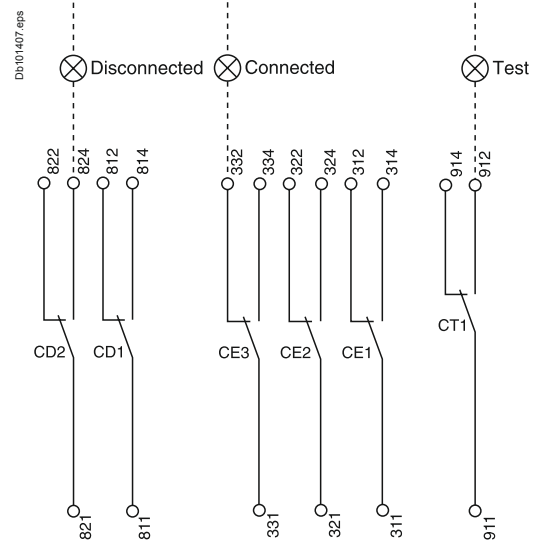 Db101407.eps
Disconnected
Connected
Test
822
824
812
814
332
334
322
324
312
314
914
912
CD2
CD1
CE3
CE2
CE1
CT1
821
811
331
321
311
911